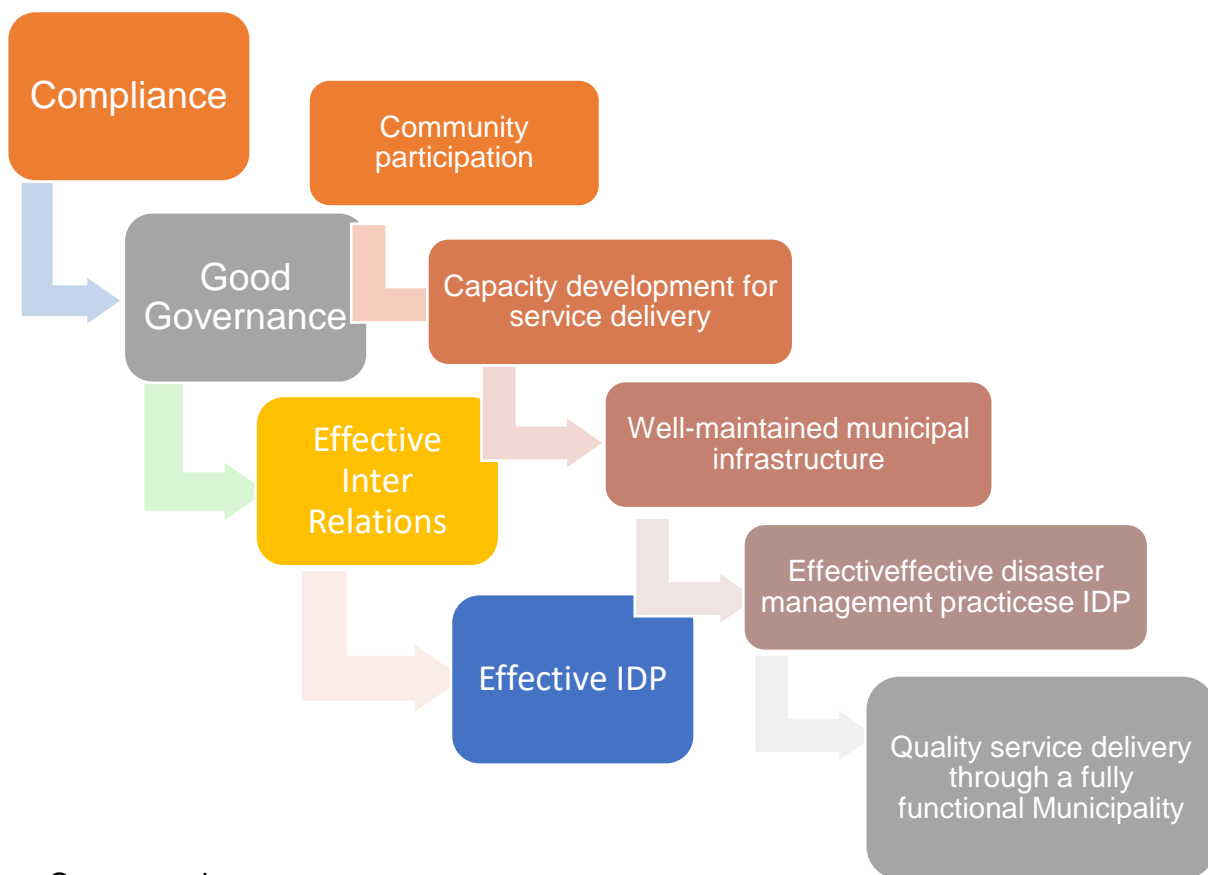 Compliance
Community
participation
Good
Governance
Capacity development for
service delivery
Effective
Inter
Relations
Well-maintained municipal
infrastructure
Effectiveffective disaster
management practicese IDP
Effective IDP
Quality service delivery
through a fully
functional Municipality